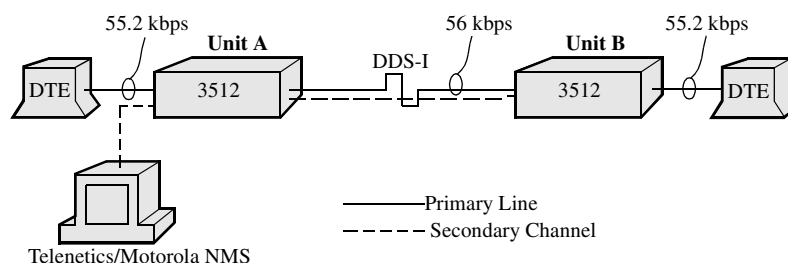 55.2 kbps
Unit A
56 kbps
Unit B
55.2 kbps
DDS-I
DTE
3512
3512
DTE
Primary Line
Secondary Channel
Telenetics/Motorola NMS